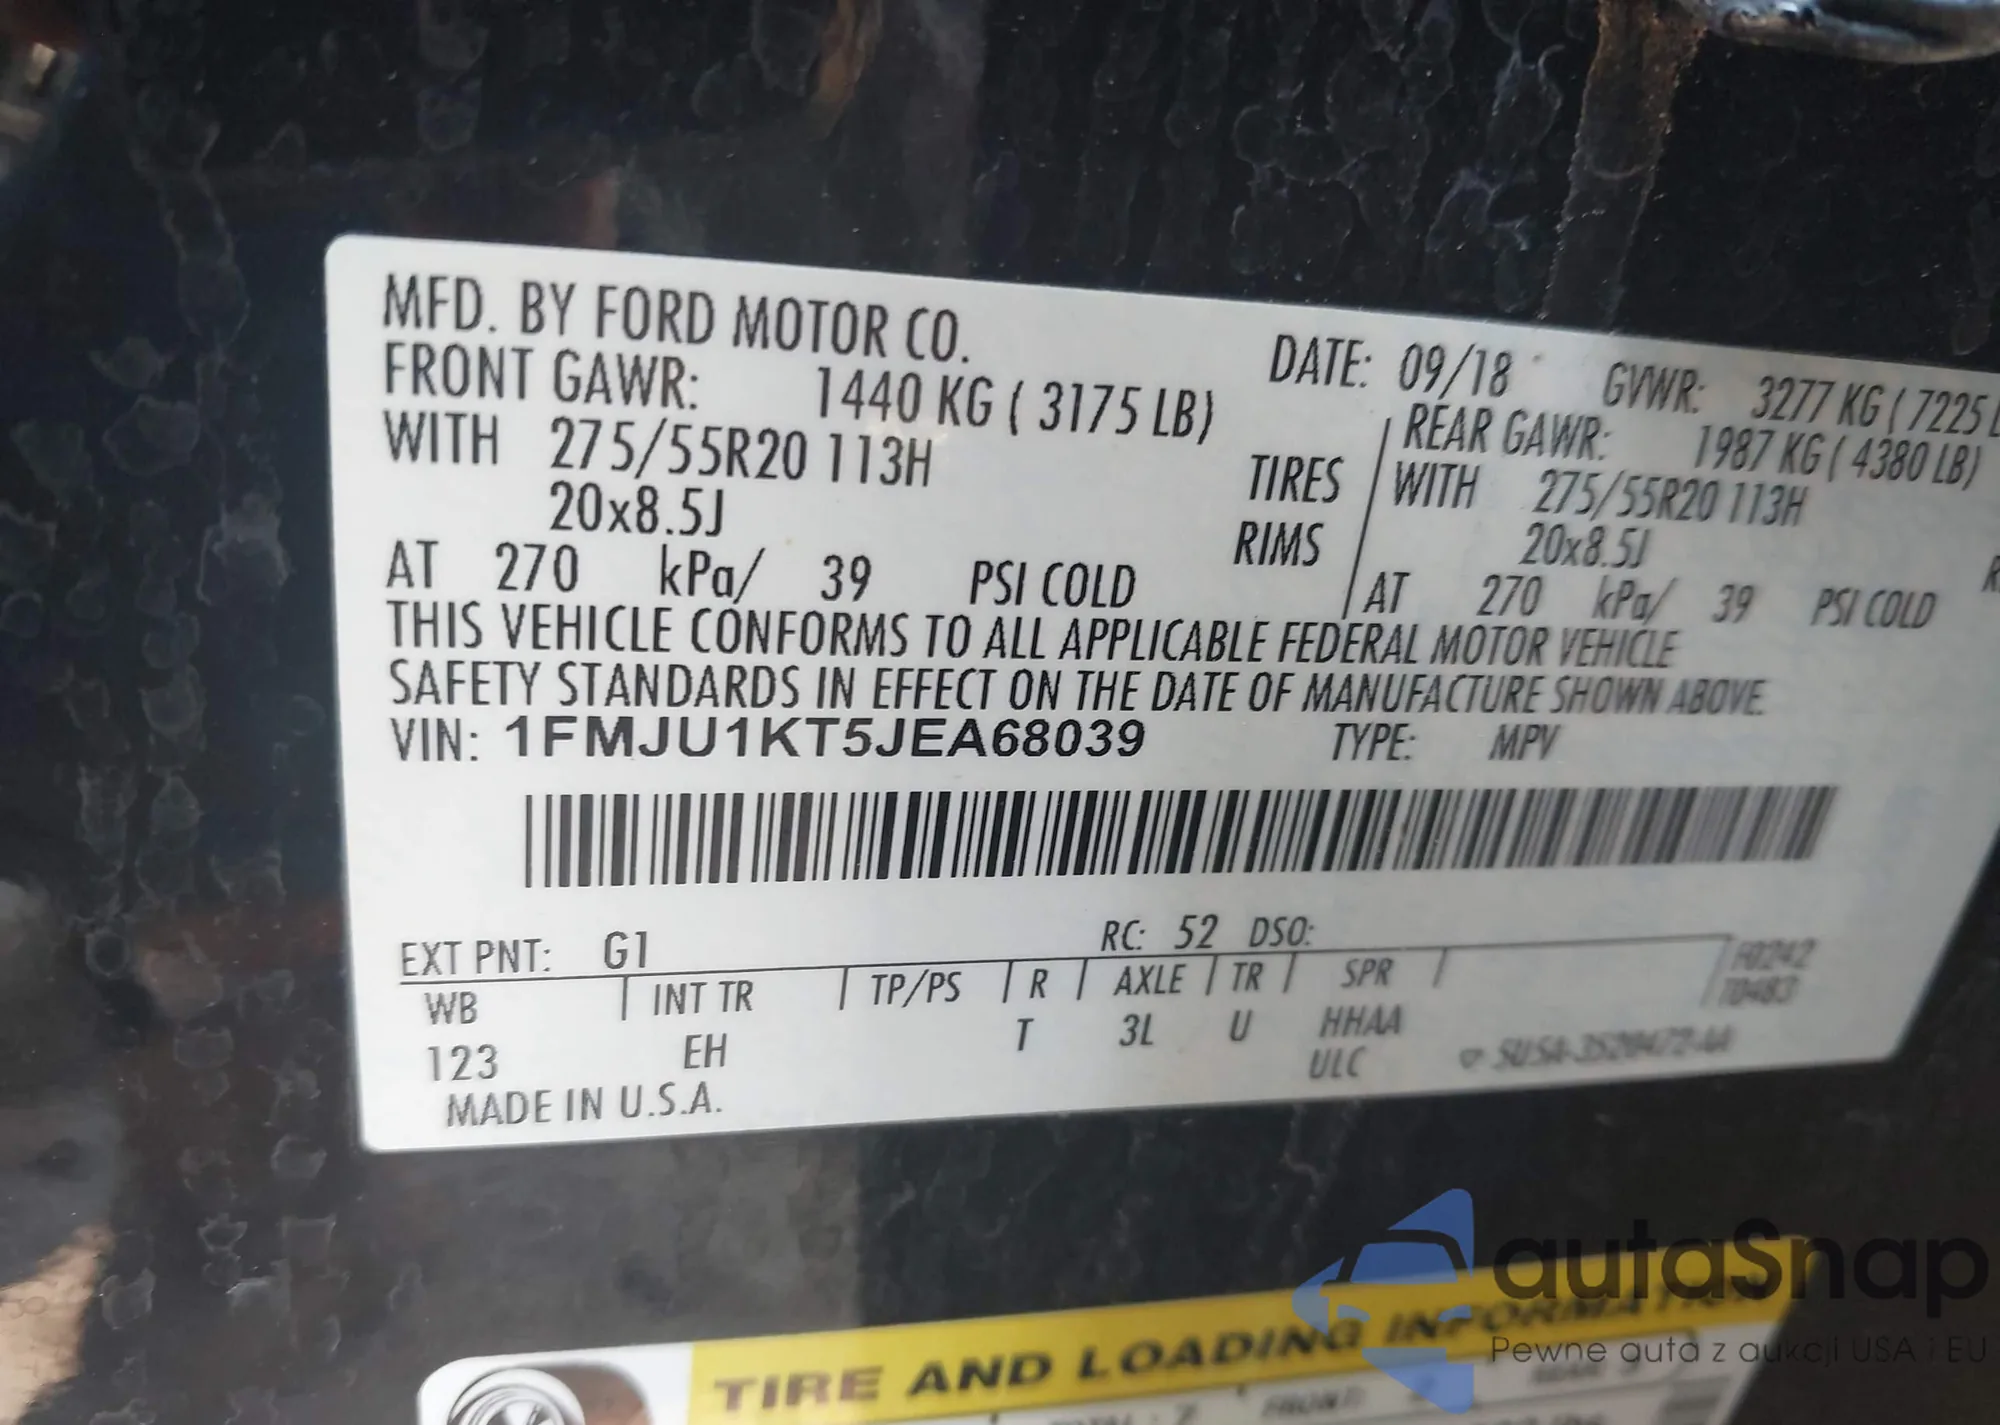 MFD. BY FORD MOTOR CO.
DATE: 09/18 GVWR: 3277 KG ( 7225 L
FRONT GAWR: 1440 KG ( 3175 LB)
REAR GAWR: 1987 KG ( 4380 LB)
WITH 275/55R20 113H TIRES
WITH 275/55R20 113H
20x8.5J RIMS
20x8.5J R
AT 270 kPa/ 39 PSI COLD
AT 270 kPa/ 39 PSI COLD
THIS VEHICLE CONFORMS TO ALL APPLICABLE FEDERAL MOTOR VEHICLE
SAFETY STANDARDS IN EFFECT ON THE DATE OF MANUFACTURE SHOWN ABOVE.
VIN: 1FMJU1KT5JEA68039 TYPE: MPV
EXT PNT: G1 RC: 52 DSO:
WB INT TR TP/PS R AXLE TR SPR
F0242
T0483
123 EH T 3L U HHAA
ULC
MADE IN U.S.A.
TIRE AND LOADING INFORMATION
autaSnap
Pewne auta z aukcji USA i EU